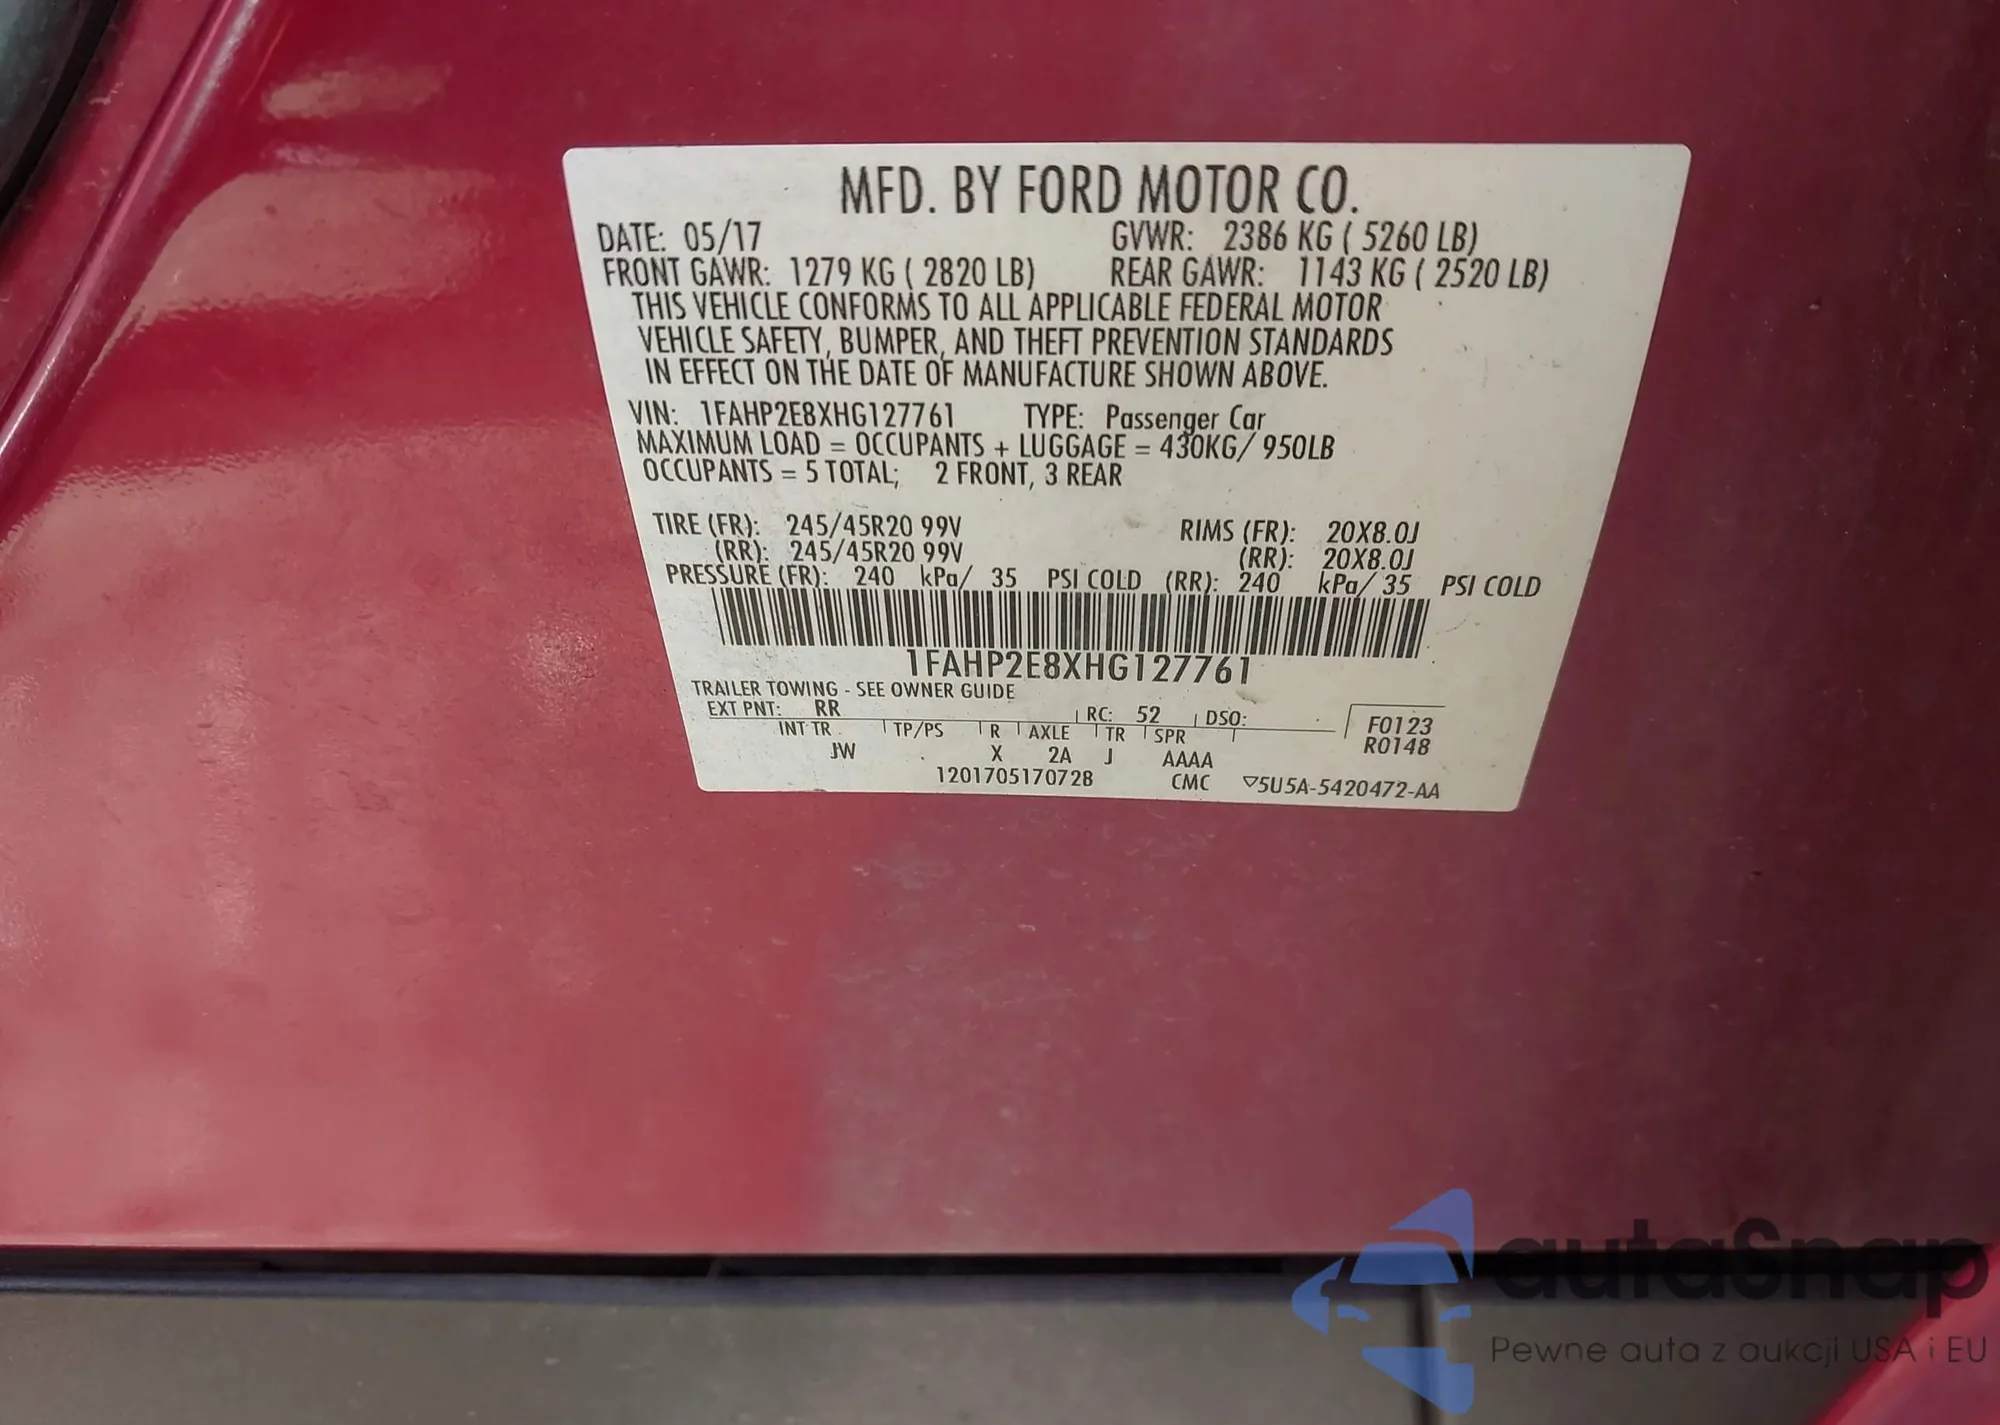 MFD. BY FORD MOTOR CO.
DATE: 05/17 GVWR: 2386 KG ( 5260 LB)
FRONT GAWR: 1279 KG ( 2820 LB) REAR GAWR: 1143 KG ( 2520 LB)
THIS VEHICLE CONFORMS TO ALL APPLICABLE FEDERAL MOTOR
VEHICLE SAFETY, BUMPER, AND THEFT PREVENTION STANDARDS
IN EFFECT ON THE DATE OF MANUFACTURE SHOWN ABOVE.
VIN: 1FAHP2E8XHG127761 TYPE: Passenger Car
MAXIMUM LOAD = OCCUPANTS + LUGGAGE = 430KG/ 950LB
OCCUPANTS = 5 TOTAL; 2 FRONT, 3 REAR
TIRE (FR): 245/45R20 99V RIMS (FR): 20X8.0J
(RR): 245/45R20 99V (RR): 20X8.0J
PRESSURE (FR): 240 kPa/ 35 PSI COLD (RR): 240 kPa/ 35 PSI COLD
1FAHP2E8XHG127761
TRAILER TOWING - SEE OWNER GUIDE
EXT PNT: RR RC: 52 DSO: F0123
INT TR TP/PS R AXLE TR SPR R0148
JW X 2A J AAAA
1201705170728 CMC ▽5U5A-5420472-AA
autaSnap
Pewne auta z aukcji USA i EU